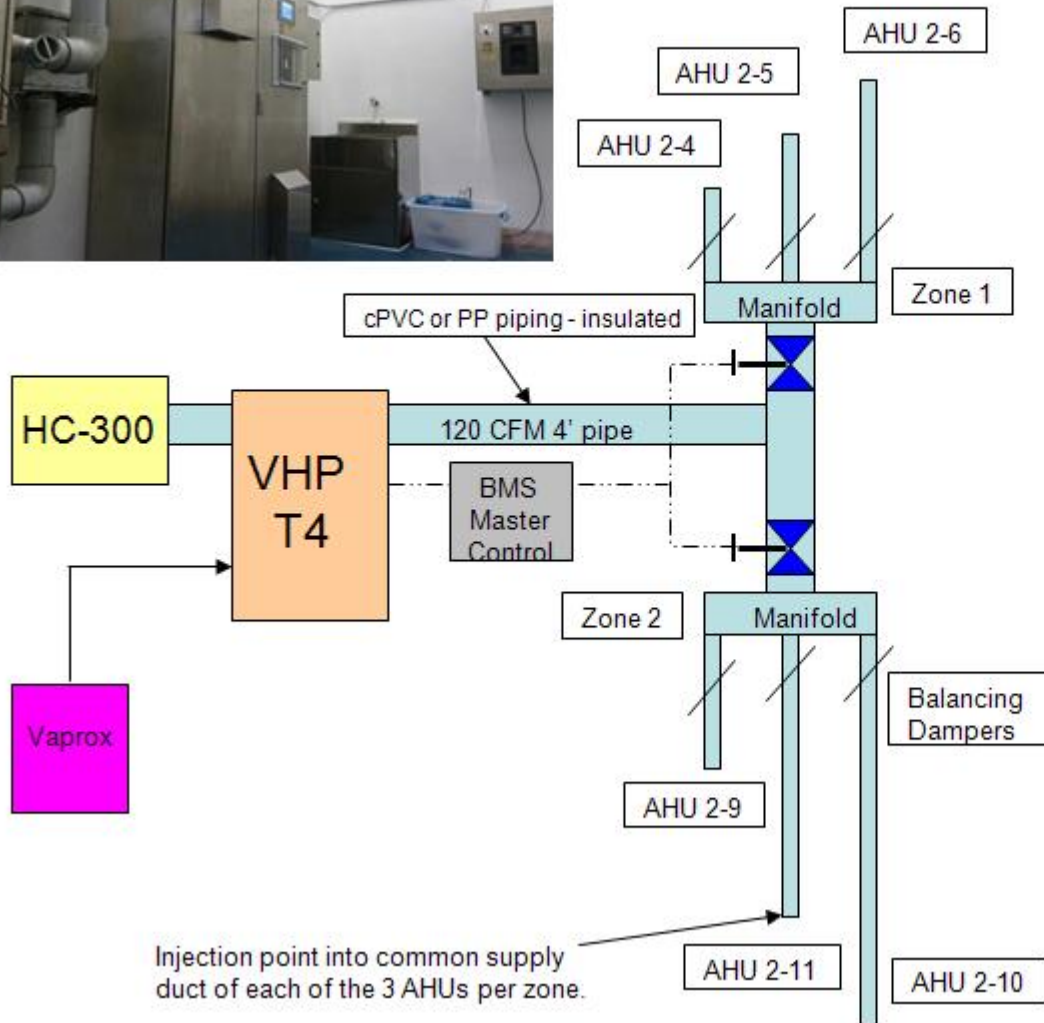 AHU 2-6
AHU 2-5
AHU 2-4
Manifold
Zone 1
cPVC or PP piping - insulated
HC-300
120 CFM 4' pipe
VHP
T4
BMS
Master
Control
Zone 2
Manifold
Vaprox
Balancing
Dampers
AHU 2-9
Injection point into common supply
duct of each of the 3 AHUs per zone.
AHU 2-11
AHU 2-10